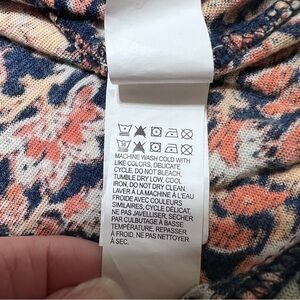 MACHINE WASH COLD WITH
LIKE COLORS, DELICATE
CYCLE, DO NOT BLEACH,
TUMBLE DRY LOW, COOL
IRON, DO NOT DRY CLEAN.
LAVER À LA MACHINE À L'EAU
FROIDE AVEC COULEURS
SIMILAIRES, CYCLE DÉLICAT,
NE PAS JAVELLISER, SÉCHER
PAR CULBUTAGE À BASSE
TEMPÉRATURE, REPASSER
À FROID, NE PAS NETTOYER
À SEC.